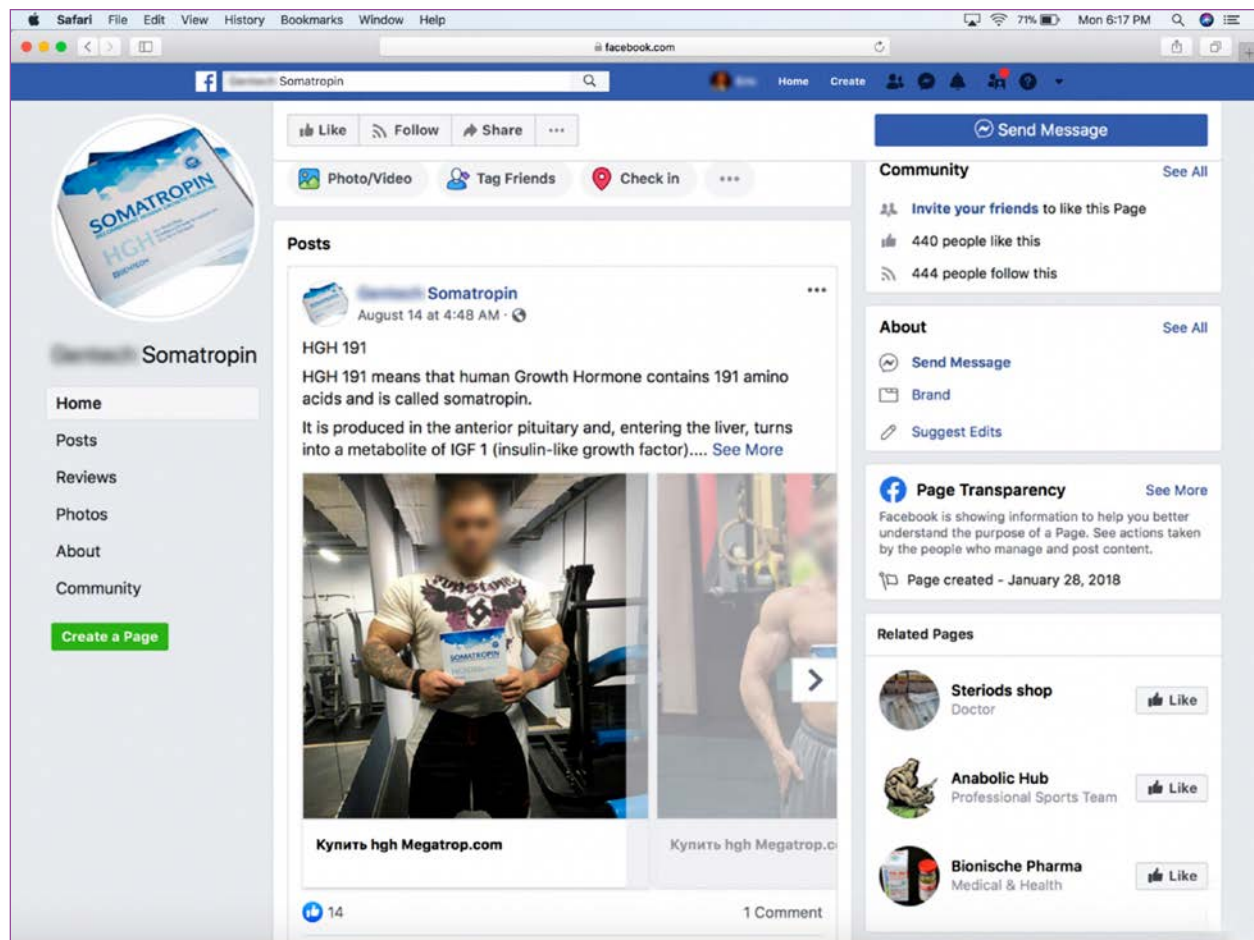 Safari File Edit View History Bookmarks Window Help
71% Mon 6:17 PM
facebook.com
Somatropin
Home Create
SOMATROPIN
HGH
Somatropin
Home
Posts
Reviews
Photos
About
Community
Create a Page
Like Follow Share
Send Message
Photo/Video Tag Friends Check in
Posts
Somatropin
August 14 at 4:48 AM
HGH 191
HGH 191 means that human Growth Hormone contains 191 amino
acids and is called somatropin.
It is produced in the anterior pituitary and, entering the liver, turns
into a metabolite of IGF 1 (insulin-like growth factor).... See More
SOMATROPIN
Купить hgh Megatrop.com
Купить hgh Megatrop.c
14
1 Comment
Community See All
Invite your friends to like this Page
440 people like this
444 people follow this
About See All
Send Message
Brand
Suggest Edits
Page Transparency See More
Facebook is showing information to help you better
understand the purpose of a Page. See actions taken
by the people who manage and post content.
Page created - January 28, 2018
Related Pages
Steriods shop
Doctor
Like
Anabolic Hub
Professional Sports Team
Like
Bionische Pharma
Medical & Health
Like